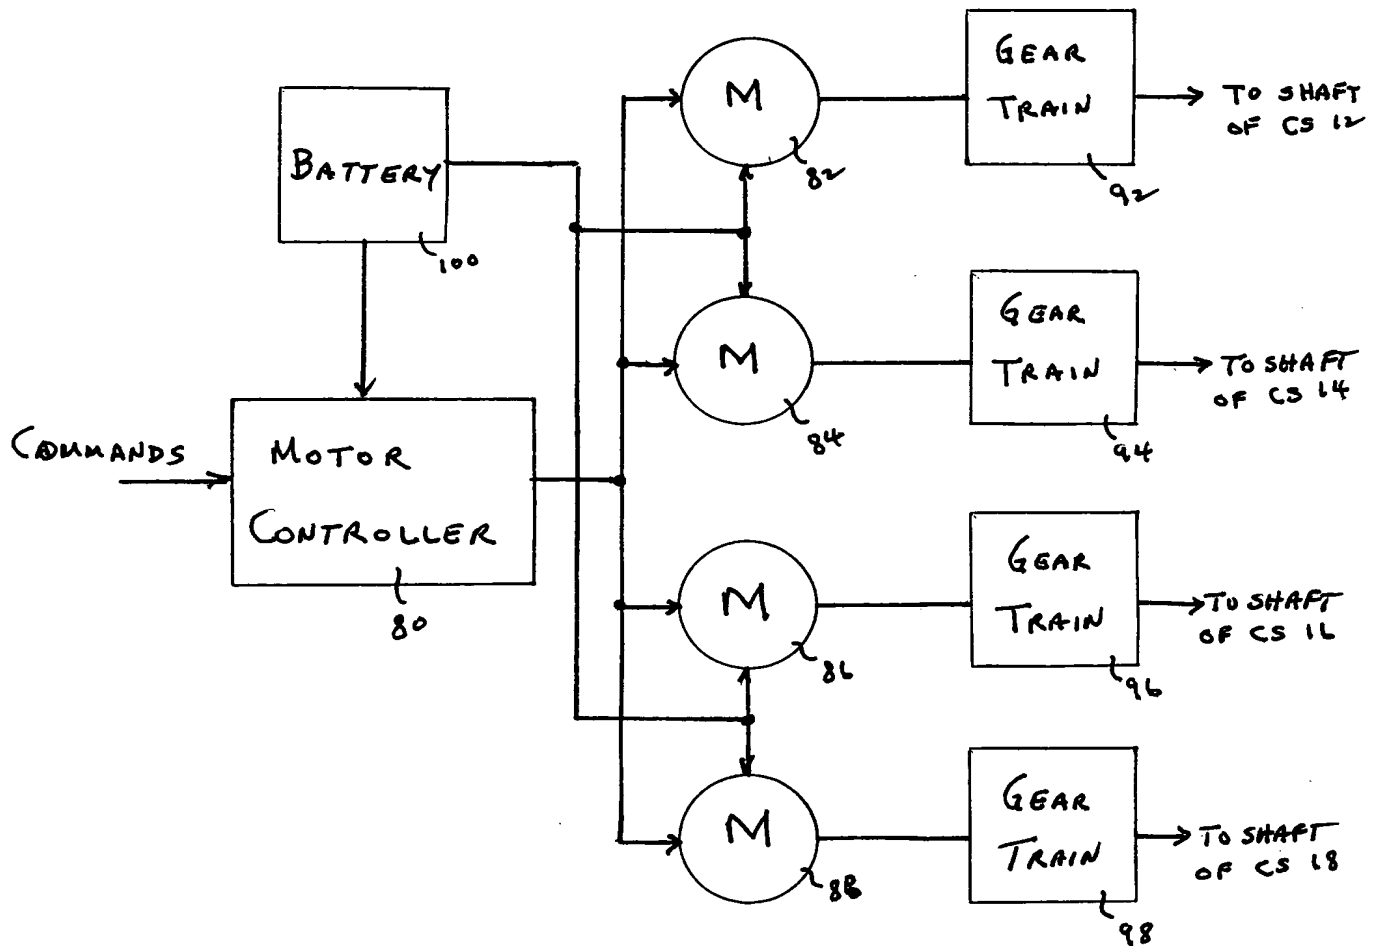 BATTERY
100
COMMANDS
MOTOR
CONTROLLER
80
M
82
GEAR
TRAIN
92
TO SHAFT
OF CS 12
M
84
GEAR
TRAIN
94
TO SHAFT
OF CS 14
M
86
GEAR
TRAIN
96
TO SHAFT
OF CS 16
M
88
GEAR
TRAIN
98
TO SHAFT
OF CS 18